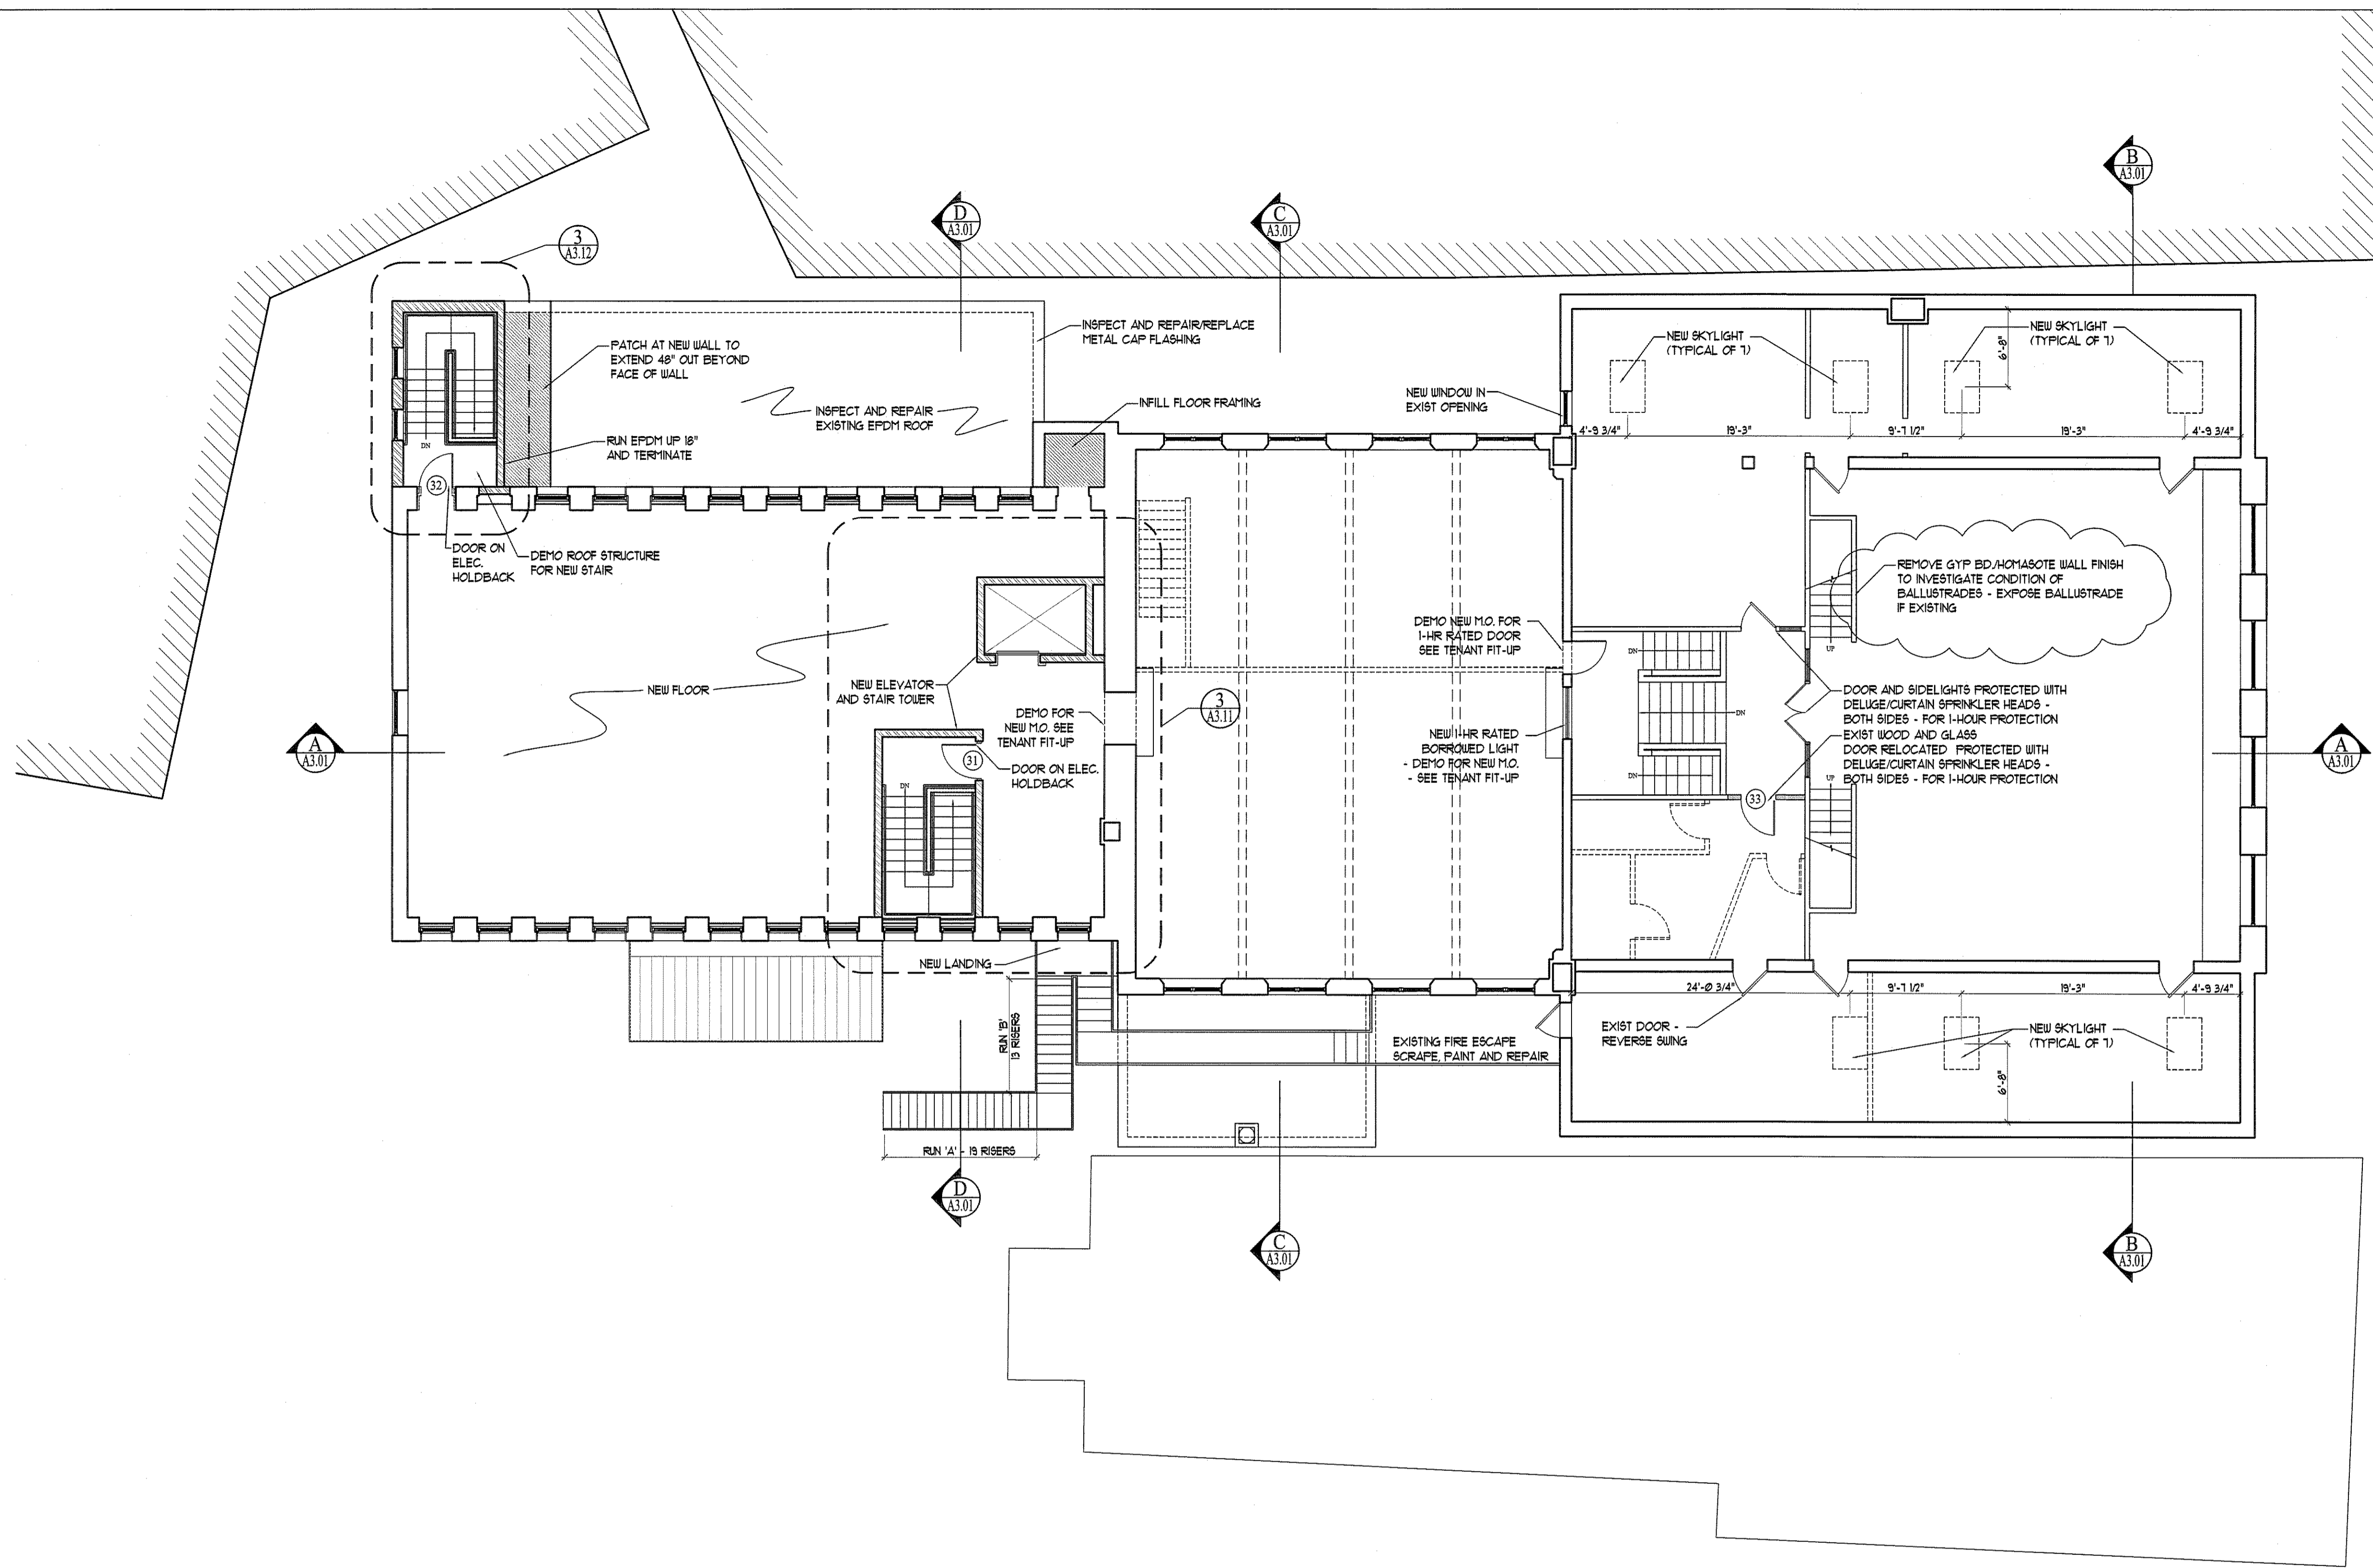 B
A3.01
D
A3.01
C
A3.01
3
A3.12
INSPECT AND REPAIR/REPLACE
METAL CAP FLASHING
NEW SKYLIGHT
(TYPICAL OF 7)
NEW SKYLIGHT
(TYPICAL OF 7)
6'-8"
PATCH AT NEW WALL TO
EXTEND 48" OUT BEYOND
FACE OF WALL
NEW WINDOW IN
EXIST OPENING
INFILL FLOOR FRAMING
INSPECT AND REPAIR
EXISTING EPDM ROOF
4'-9 3/4"
19'-3"
9'-7 1/2"
19'-3"
4'-9 3/4"
RUN EPDM UP 18"
AND TERMINATE
DN
32
DOOR ON
ELEC.
HOLDBACK
DEMO ROOF STRUCTURE
FOR NEW STAIR
REMOVE GYP BD./HOMASOTE WALL FINISH
TO INVESTIGATE CONDITION OF
BALLUSTRADES - EXPOSE BALLUSTRADE
IF EXISTING
DEMO NEW M.O. FOR
1-HR RATED DOOR
SEE TENANT FIT-UP
DN
UP
NEW FLOOR
NEW ELEVATOR
AND STAIR TOWER
DEMO FOR
NEW M.O. SEE
TENANT FIT-UP
3
A3.11
DN
DOOR AND SIDELIGHTS PROTECTED WITH
DELUGE/CURTAIN SPRINKLER HEADS -
BOTH SIDES - FOR 1-HOUR PROTECTION
EXIST WOOD AND GLASS
DOOR RELOCATED PROTECTED WITH
DELUGE/CURTAIN SPRINKLER HEADS -
BOTH SIDES - FOR 1-HOUR PROTECTION
NEW 1-HR RATED
BORROWED LIGHT
- DEMO FOR NEW M.O.
- SEE TENANT FIT-UP
A
A3.01
A
A3.01
31
DOOR ON ELEC.
HOLDBACK
DN
DN
UP
33
NEW LANDING
24'-0 3/4"
9'-7 1/2"
19'-3"
4'-9 3/4"
RUN 'B'
13 RISERS
EXIST DOOR -
REVERSE SWING
NEW SKYLIGHT
(TYPICAL OF 7)
EXISTING FIRE ESCAPE
SCRAPE, PAINT AND REPAIR
6'-8"
RUN 'A' - 19 RISERS
D
A3.01
C
A3.01
B
A3.01